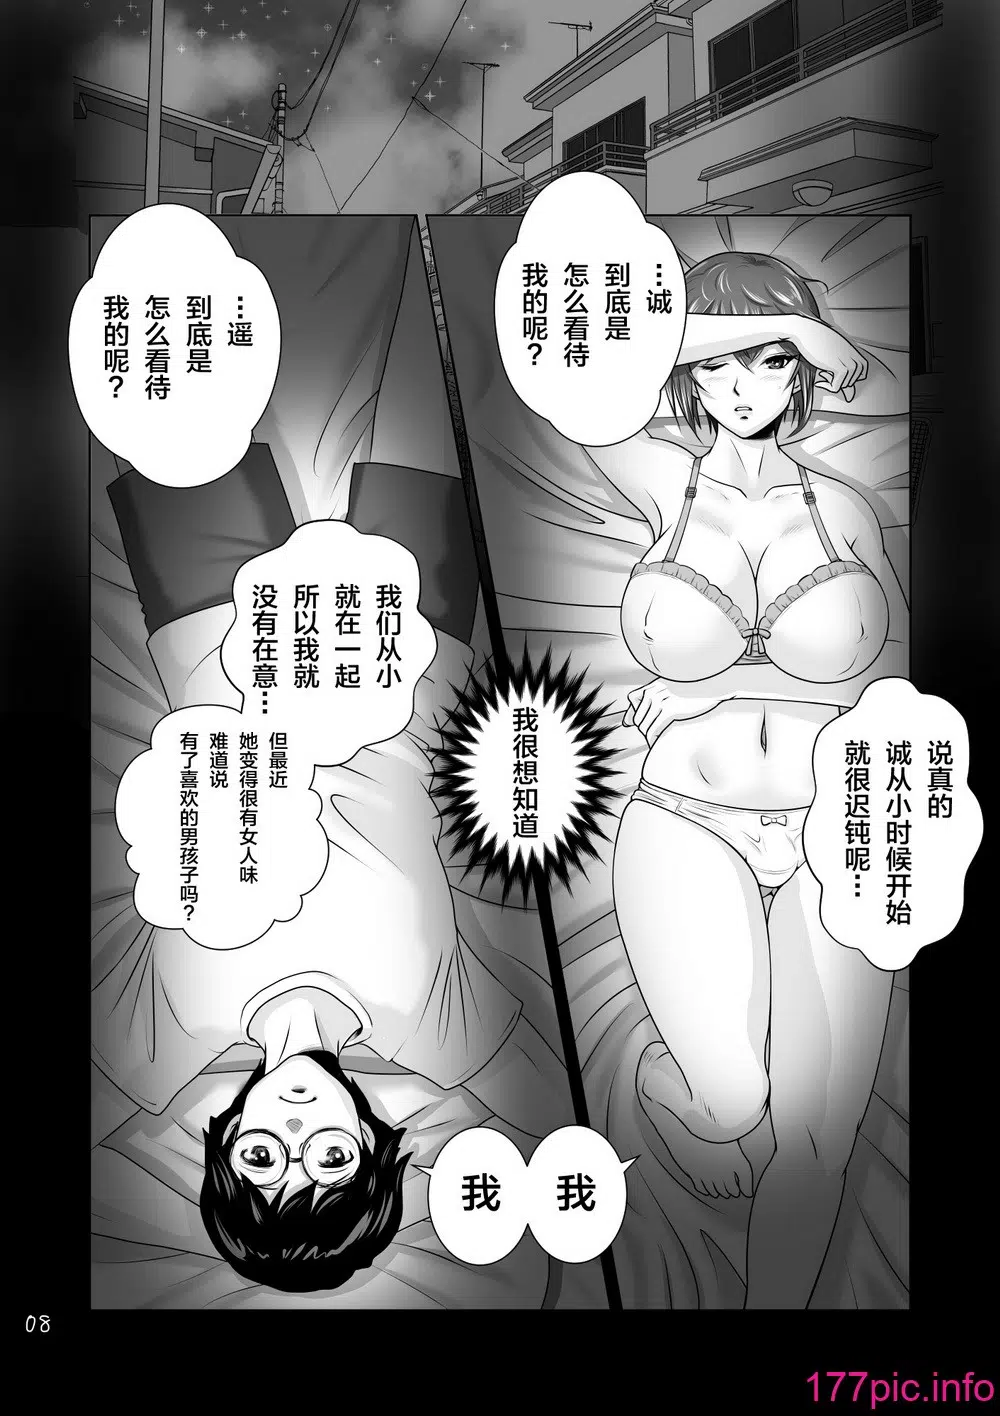 …诚
到底是
怎么看待
我的呢？
说真的
诚从小时候开始
就很迟钝呢…
…遥
到底是
怎么看待
我的呢？
我们从小
就在一起
所以我就
没有在意…
但最近
她变得很有女人味
难道说
有了喜欢的男孩子吗？
我很想知道
我
我
08
177pic.info